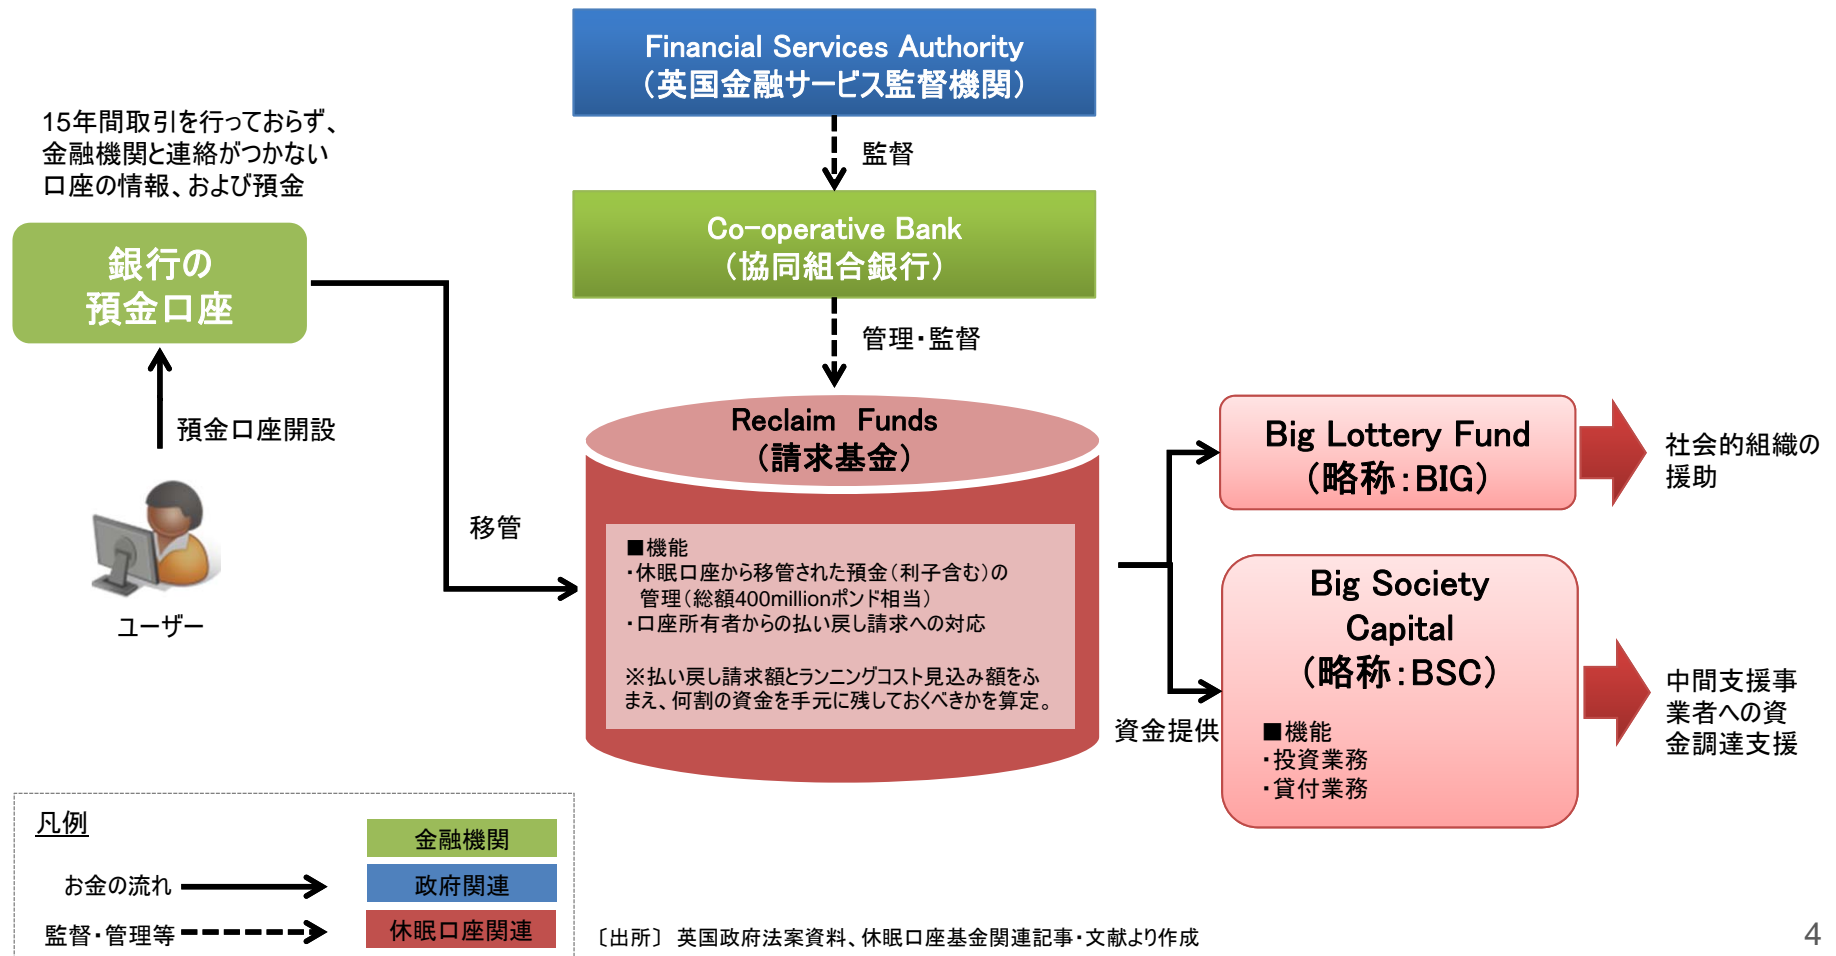 Financial Services Authority
（英国金融サービス監督機関）
監督
15年間取引を行っておらず、
金融機関と連絡がつかない
口座の情報、および預金
Co-operative Bank
（協同組合銀行）
銀行の
預金口座
管理・監督
預金口座開設
ユーザー
移管
Reclaim Funds
（請求基金）
■機能
・休眠口座から移管された預金（利子含む）の
管理（総額400millionポンド相当）
・口座所有者からの払い戻し請求への対応
※払い戻し請求額とランニングコスト見込み額をふ
まえ、何割の資金を手元に残しておくべきかを算定。
資金提供
Big Lottery Fund
（略称：BIG）
社会的組織の
援助
Big Society
Capital
（略称：BSC）
■機能
・投資業務
・貸付業務
中間支援事
業者への資
金調達支援
凡例
お金の流れ
監督・管理等
金融機関
政府関連
休眠口座関連
〔出所〕 英国政府法案資料、休眠口座基金関連記事・文献より作成
4